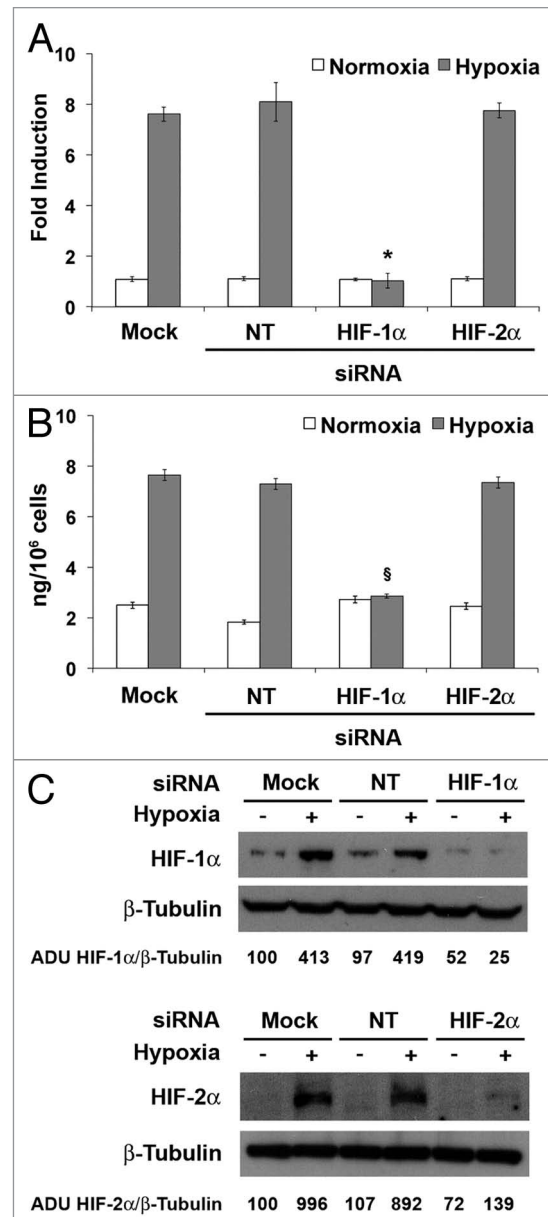 A
Normoxia Hypoxia
Fold Induction
10
8
6
4
2
0
*
Mock NT HIF-1α HIF-2α
siRNA
B
Normoxia Hypoxia
ng/10⁶ cells
10
8
6
4
2
0
§
Mock NT HIF-1α HIF-2α
siRNA
C
siRNA Mock NT HIF-1α
Hypoxia - + - + - +
HIF-1α
β-Tubulin
ADU HIF-1α/β-Tubulin 100 413 97 419 52 25
siRNA Mock NT HIF-2α
Hypoxia - + - + - +
HIF-2α
β-Tubulin
ADU HIF-2α/β-Tubulin 100 996 107 892 72 139